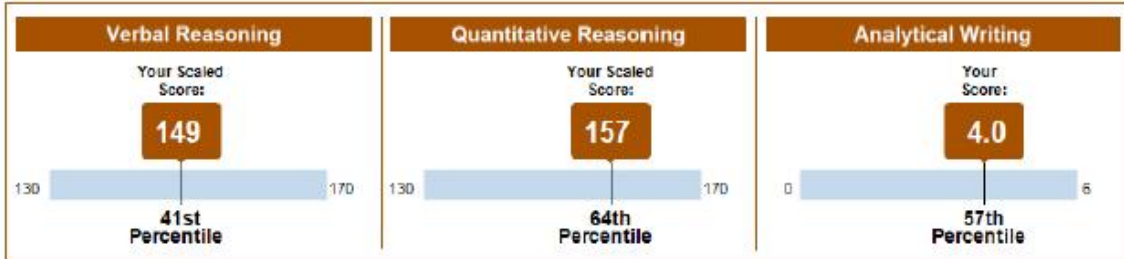 Verbal Reasoning
Your Scaled
Score:
149
130
170
41st
Percentile
Quantitative Reasoning
Your Scaled
Score:
157
130
170
64th
Percentile
Analytical Writing
Your
Score:
4.0
0
6
57th
Percentile